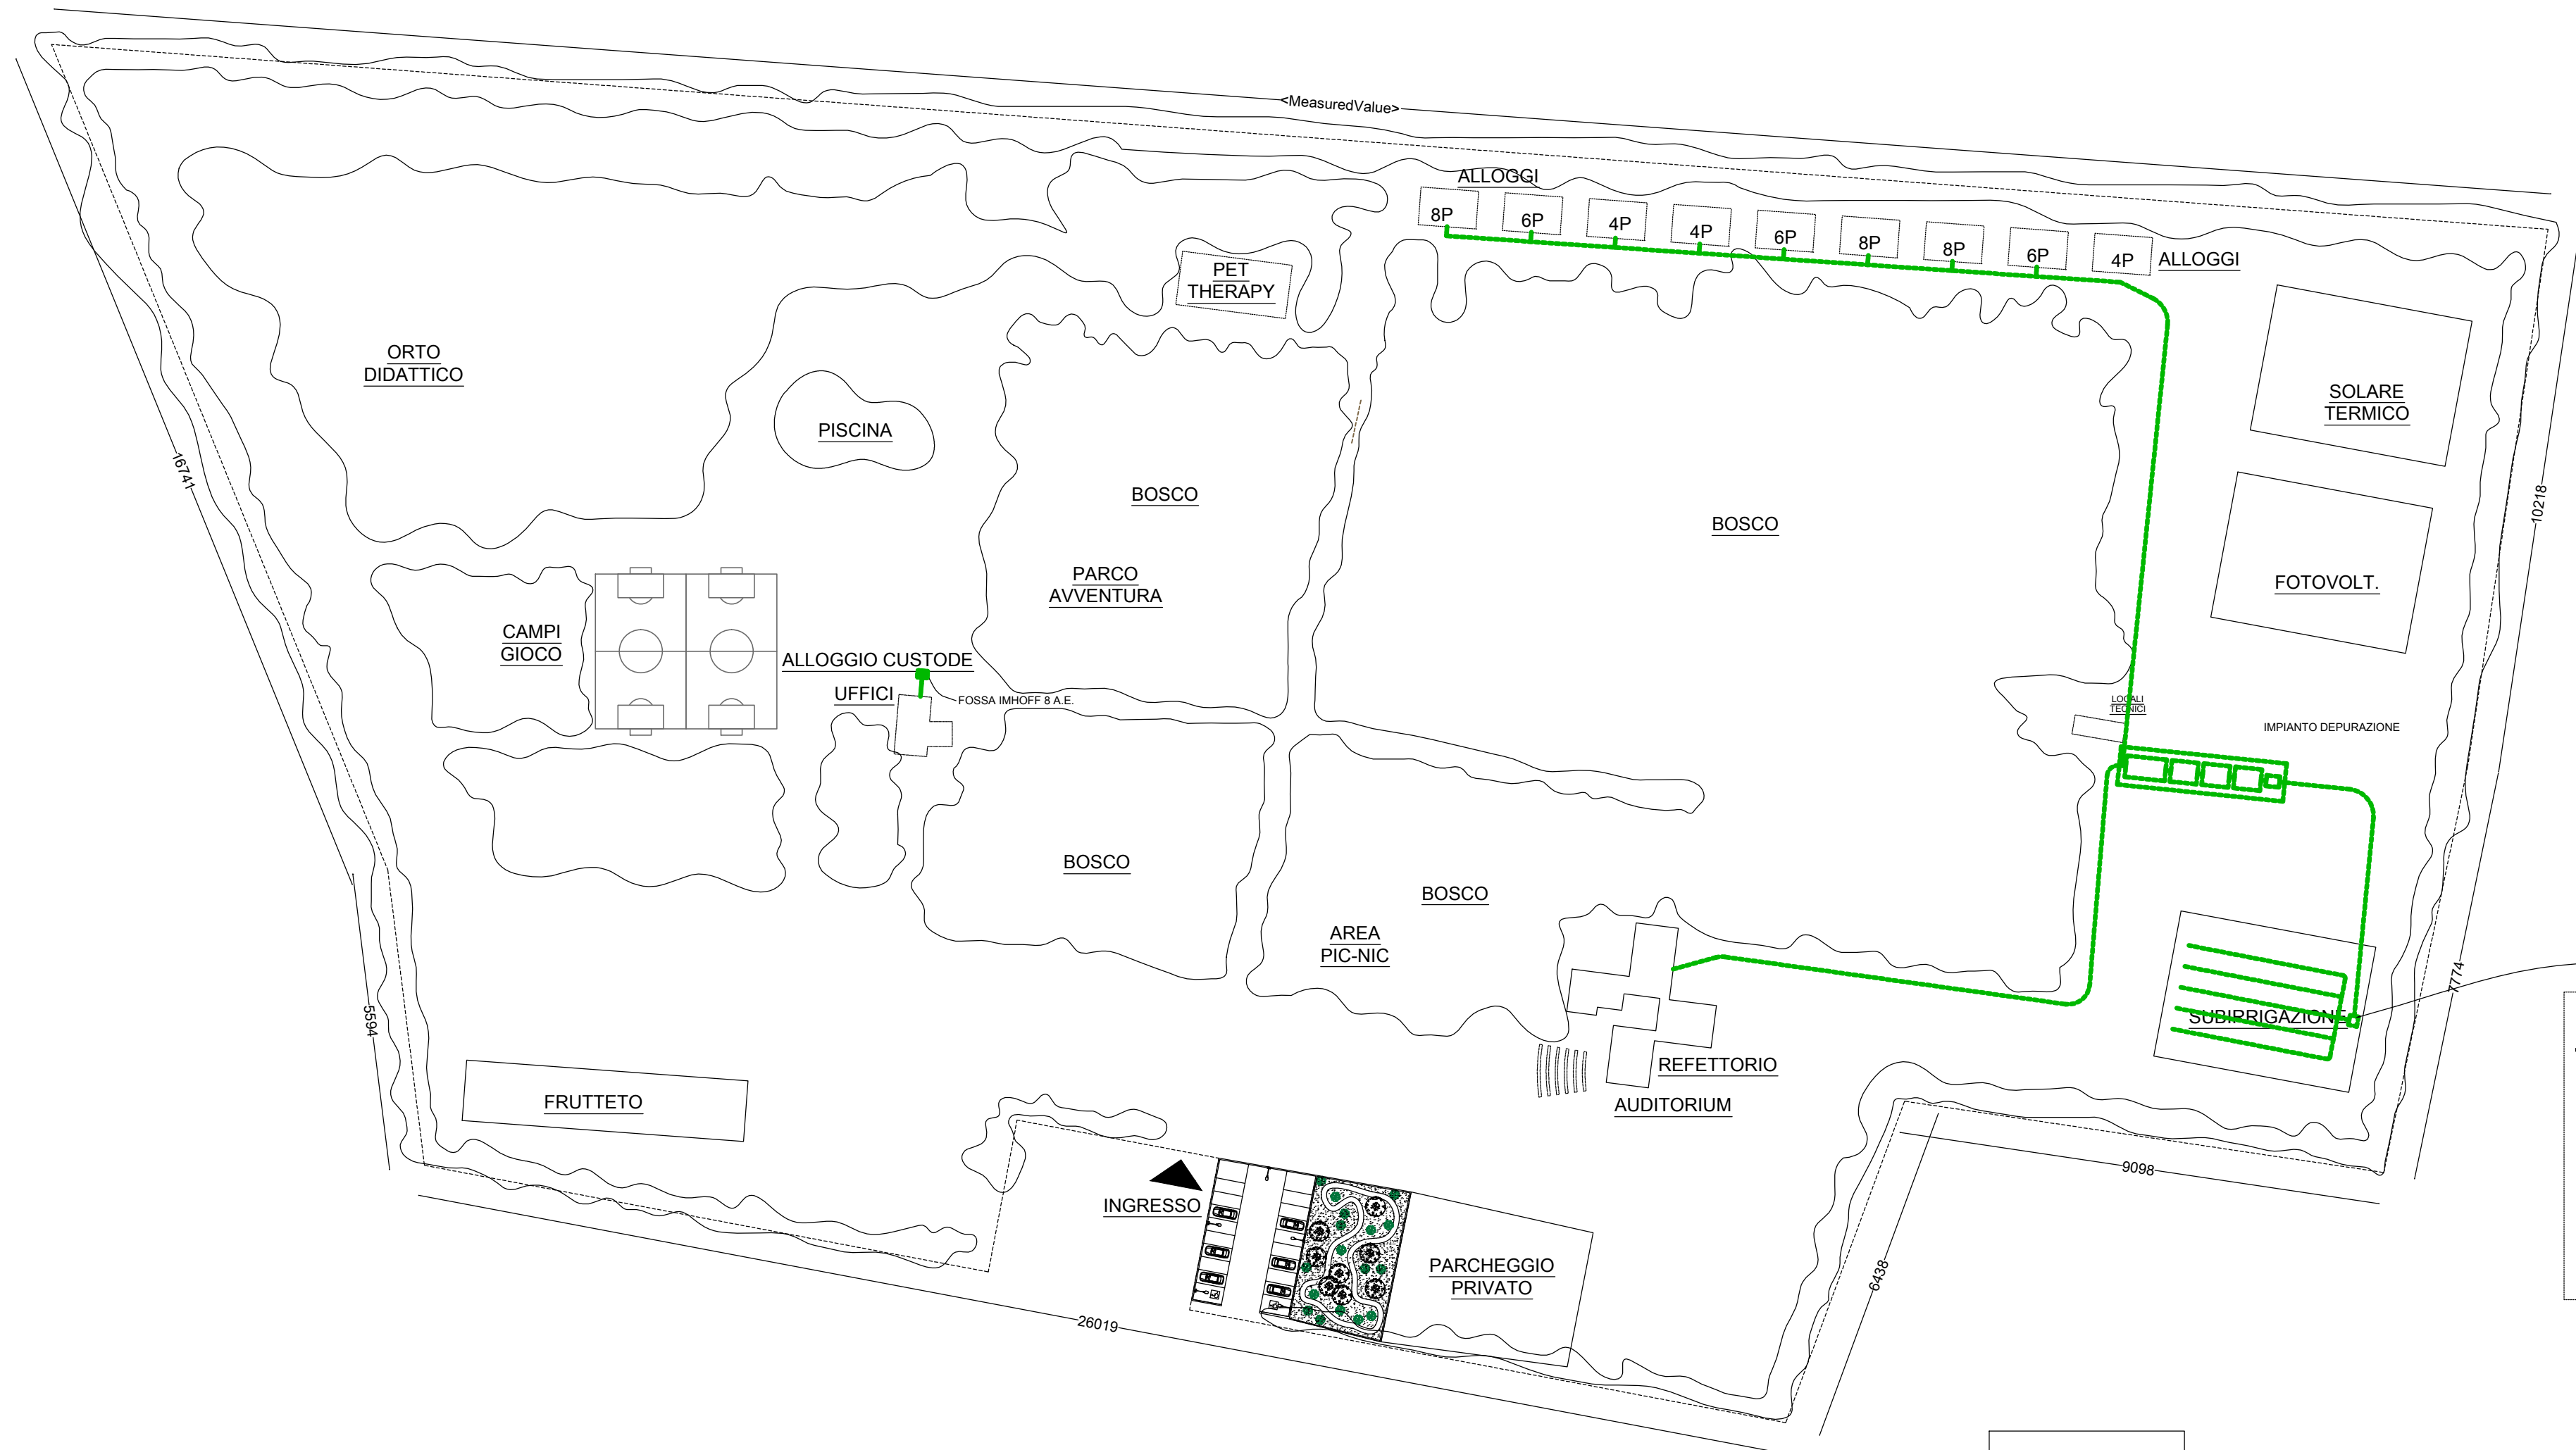 <MeasuredValue>
ALLOGGI
8P
6P
4P
4P
6P
8P
8P
6P
4P
ALLOGGI
PET
THERAPY
ORTO
DIDATTICO
PISCINA
SOLARE
TERMICO
16741
BOSCO
BOSCO
10218
PARCO
AVVENTURA
FOTOVOLT.
CAMPI
GIOCO
ALLOGGIO CUSTODE
UFFICI
FOSSA IMHOFF 8 A.E.
LOCALI
TECNICI
IMPIANTO DEPURAZIONE
BOSCO
BOSCO
AREA
PIC-NIC
7774
5594
SUBIRRIGAZIONE
REFETTORIO
FRUTTETO
AUDITORIUM
9098
INGRESSO
PARCHEGGIO
PRIVATO
6438
26019